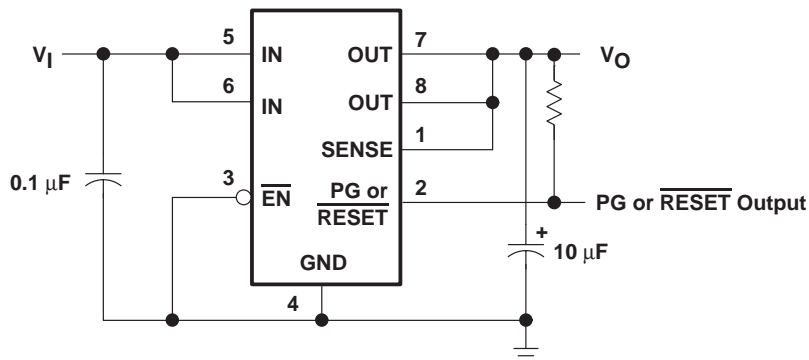 V_I
5
IN
OUT
7
V_O
6
IN
OUT
8
SENSE
1
0.1 μF
3
EN
PG or
RESET
2
PG or RESET Output
GND
+
10 μF
4